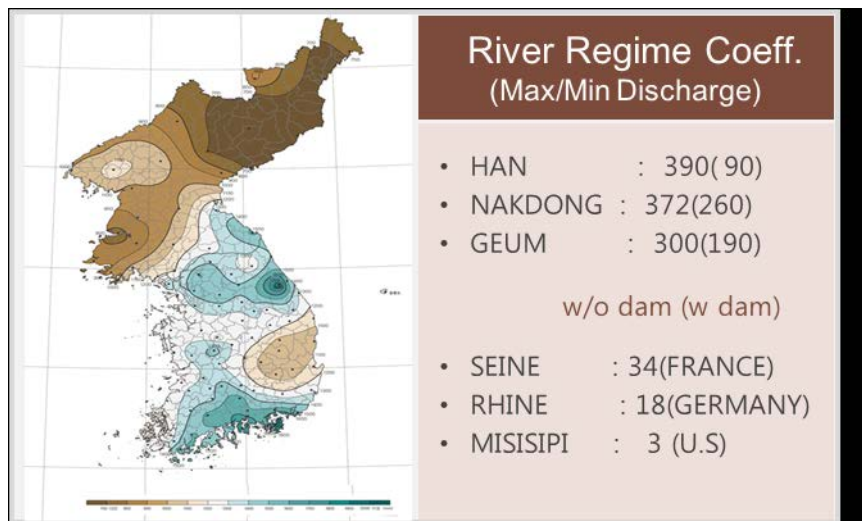 River Regime Coeff.
(Max/Min Discharge)
• HAN : 390( 90)
• NAKDONG : 372(260)
• GEUM : 300(190)
w/o dam (w dam)
• SEINE : 34(FRANCE)
• RHINE : 18(GERMANY)
• MISISIPI : 3 (U.S)